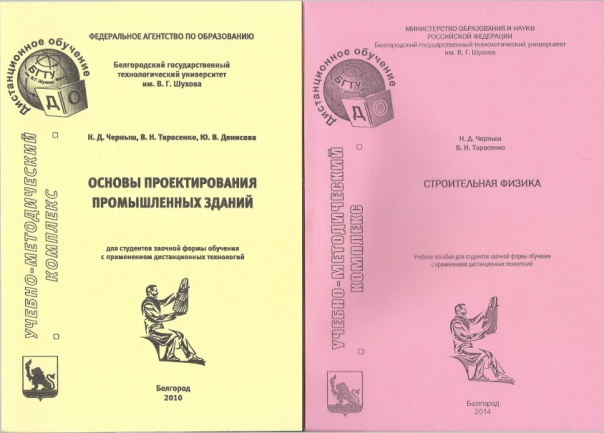 ФЕДЕРАЛЬНОЕ АГЕНТСТВО ПО ОБРАЗОВАНИЮ
Белгородский государственный
технологический университет
им. В. Г. Шухова
Дистанционное обучение
БГТУ
Д О
Н. Д. Черныш, В. Н. Тарасенко, Ю. В. Денисова
ОСНОВЫ ПРОЕКТИРОВАНИЯ
ПРОМЫШЛЕННЫХ ЗДАНИЙ
для студентов заочной формы обучения
с применением дистанционных технологий
УЧЕБНО-МЕТОДИЧЕСКИЙ
КОМПЛЕКС
Белгород
2010
МИНИСТЕРСТВО ОБРАЗОВАНИЯ И НАУКИ
РОССИЙСКОЙ ФЕДЕРАЦИИ
Белгородский государственный технологический университет
им. В. Г. Шухова
Дистанционное обучение
БГТУ
Д О
Н. Д. Черныш
В. Н. Тарасенко
СТРОИТЕЛЬНАЯ ФИЗИКА
Учебное пособие для студентов заочной формы обучения
с применением дистанционных технологий
УЧЕБНО-МЕТОДИЧЕСКИЙ
КОМПЛЕКС
Белгород
2014